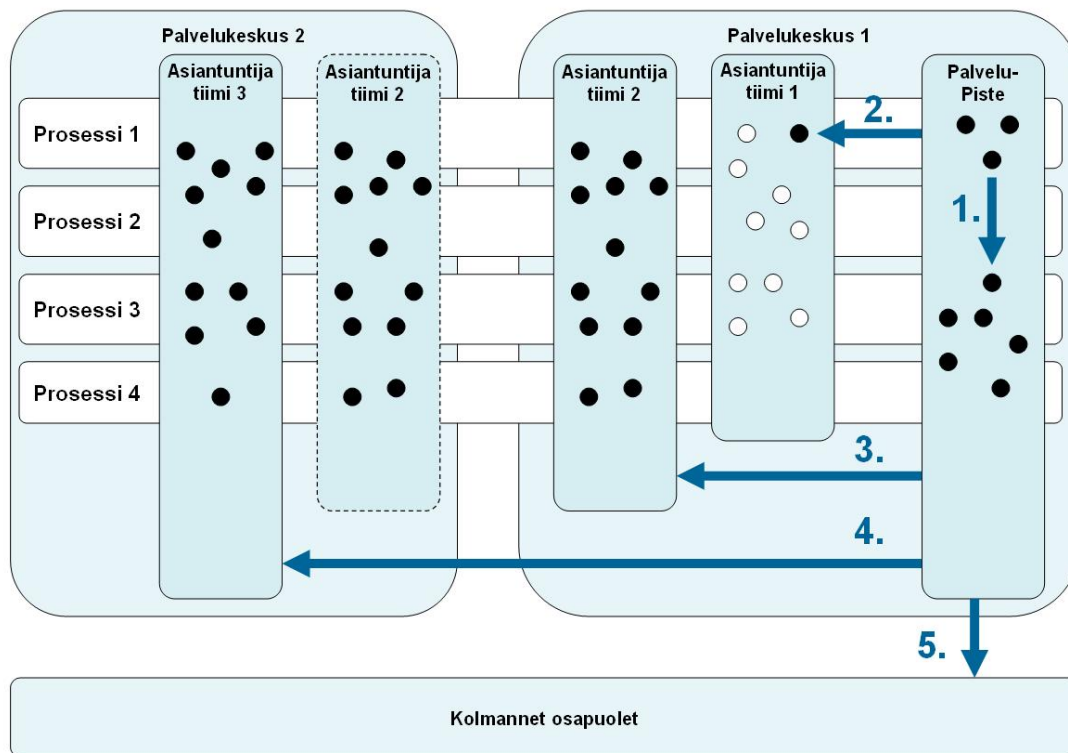 Palvelukeskus 2
Palvelukeskus 1
Asiantuntija
tiimi 3
Asiantuntija
tiimi 2
Asiantuntija
tiimi 2
Asiantuntija
tiimi 1
Palvelu-
Piste
Prosessi 1
2.
Prosessi 2
1.
Prosessi 3
Prosessi 4
3.
4.
5.
Kolmannet osapuolet